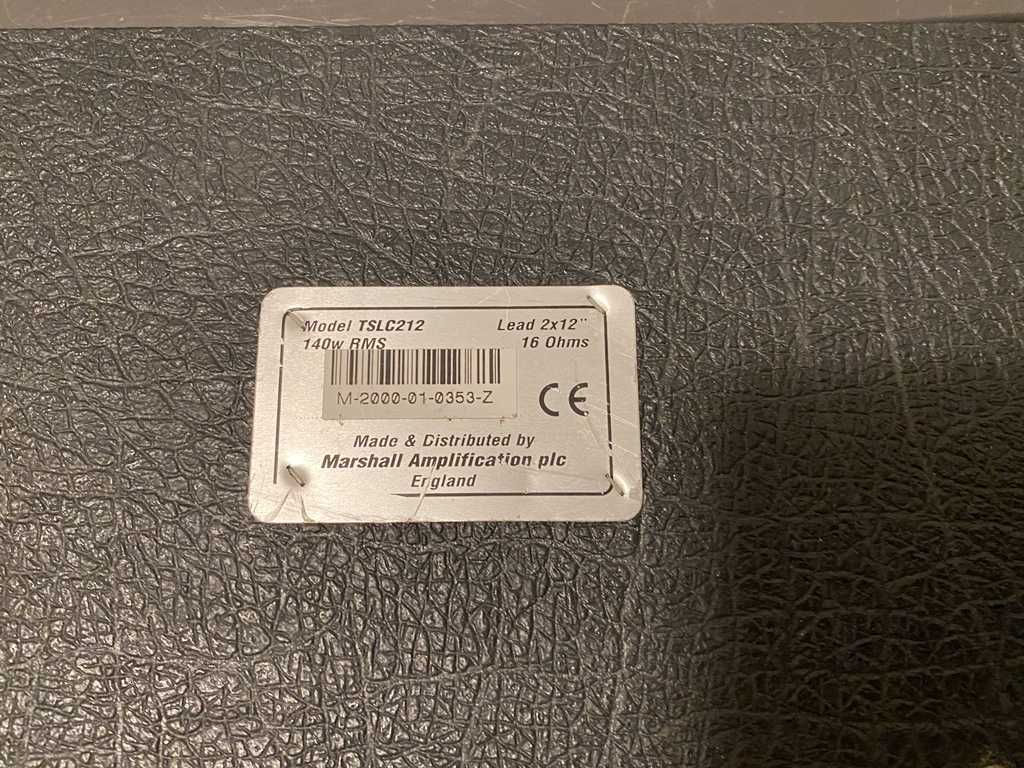 Model TSLC212 Lead 2x12"
140w RMS 16 Ohms
M-2000-01-0353-Z
CE
Made & Distributed by
Marshall Amplification plc
England